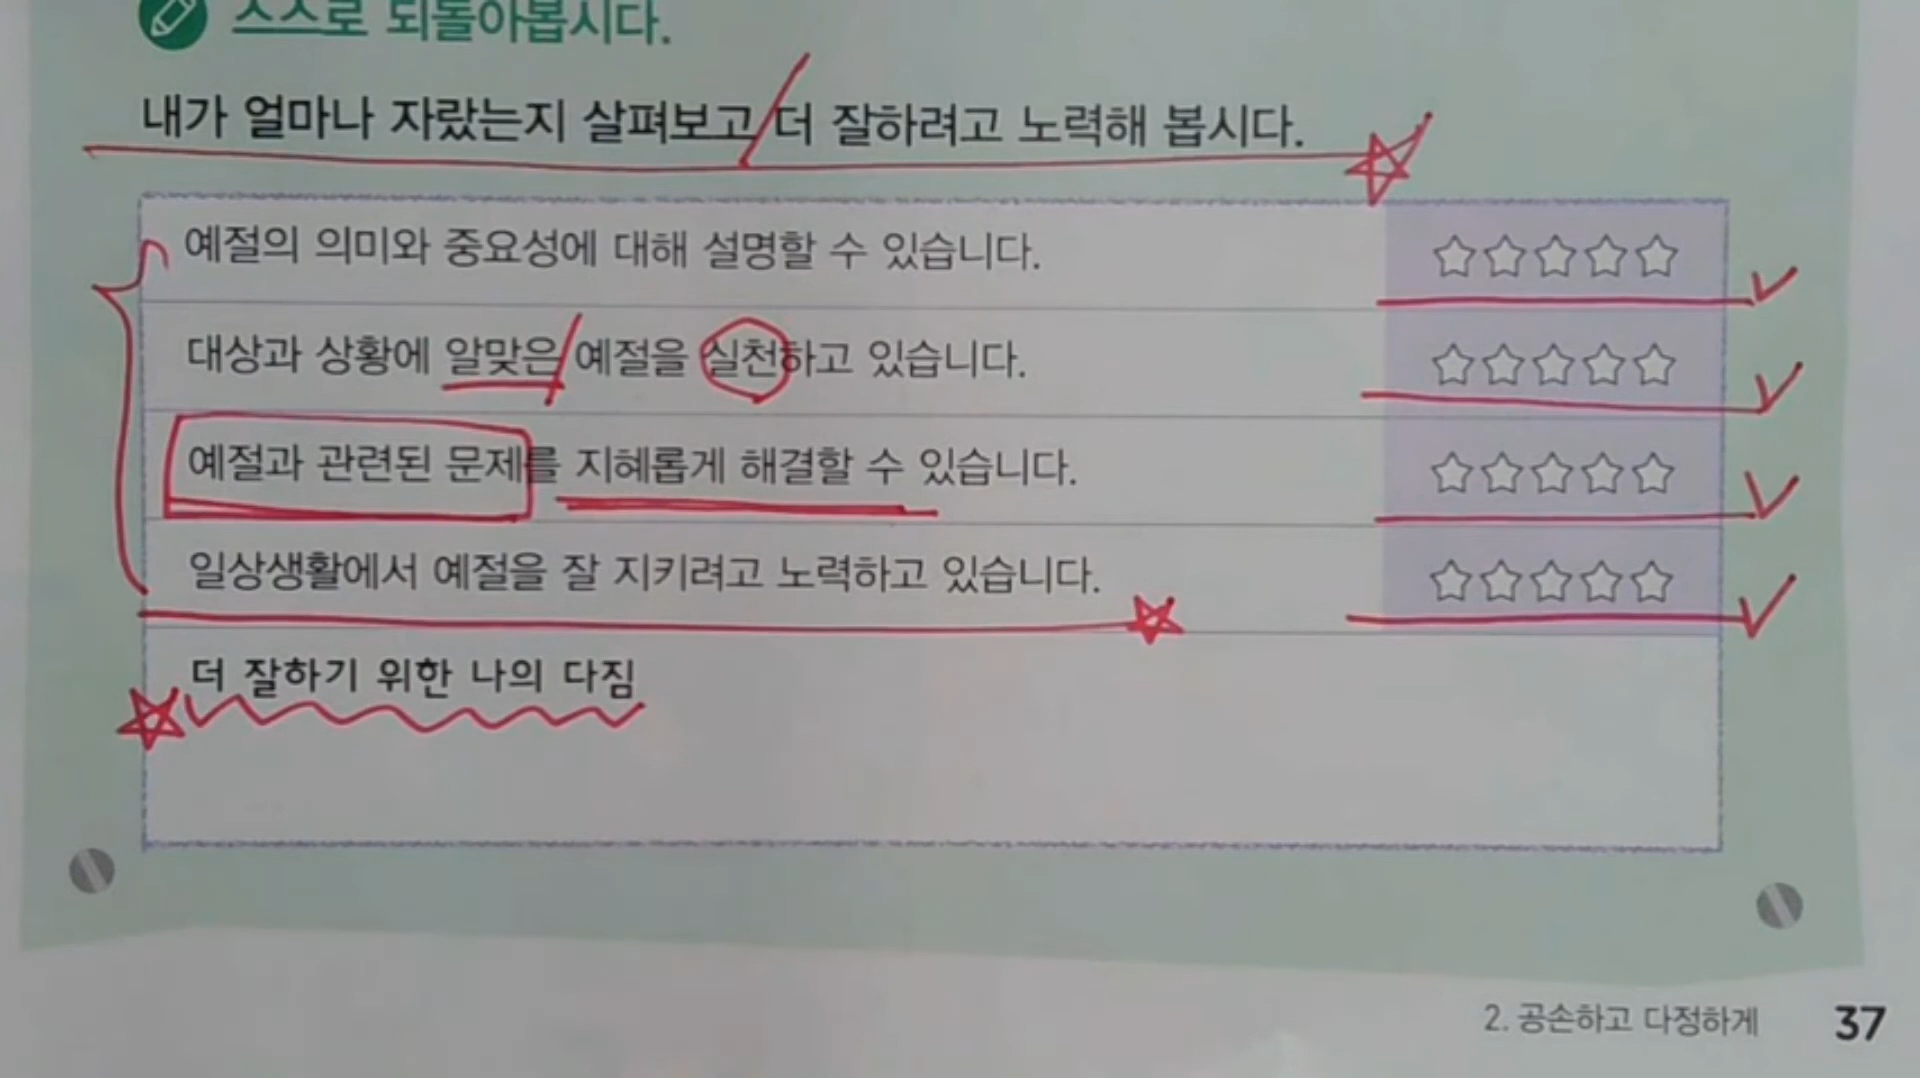 스스로 되돌아봅시다.
내가 얼마나 자랐는지 살펴보고 더 잘하려고 노력해 봅시다.
예절의 의미와 중요성에 대해 설명할 수 있습니다. ☆☆☆☆☆
대상과 상황에 알맞은 예절을 실천하고 있습니다. ☆☆☆☆☆
예절과 관련된 문제를 지혜롭게 해결할 수 있습니다. ☆☆☆☆☆
일상생활에서 예절을 잘 지키려고 노력하고 있습니다. ☆☆☆☆☆
더 잘하기 위한 나의 다짐
2. 공손하고 다정하게 37